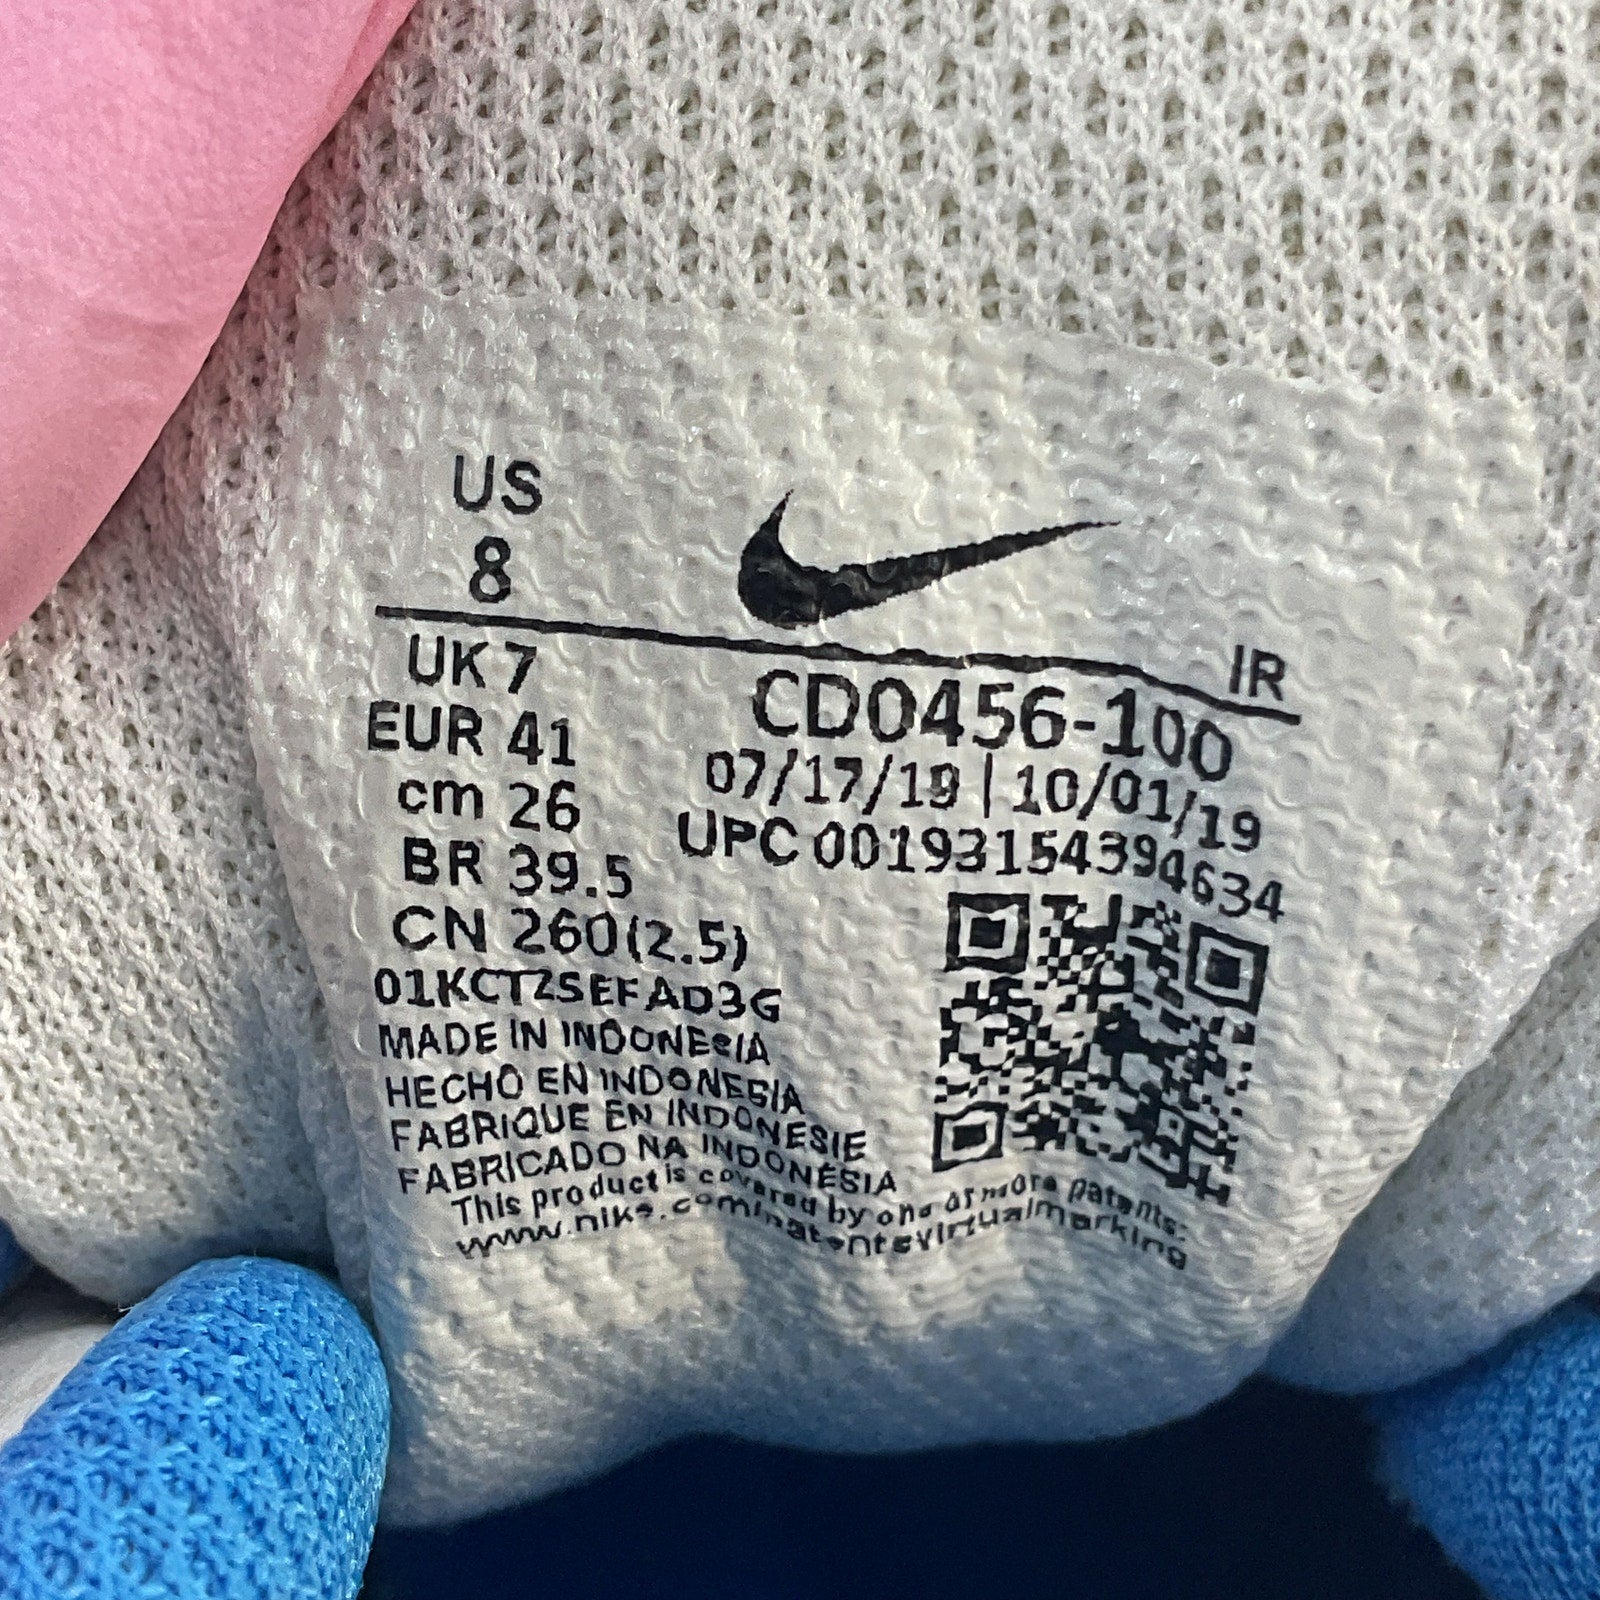 US
8
UK 7
IR
EUR 41
CD0456-100
cm 26
07/17/19 | 10/01/19
BR 39.5
UPC 00193154394634
CN 260(2.5)
01KCTZSEFAD3G
MADE IN INDONESIA
HECHO EN INDONESIA
FABRIQUE EN INDONESIE
FABRICADO NA INDONÉSIA
This product is covered by one or more patents:
www.nike.com/patentsvirtualmarking